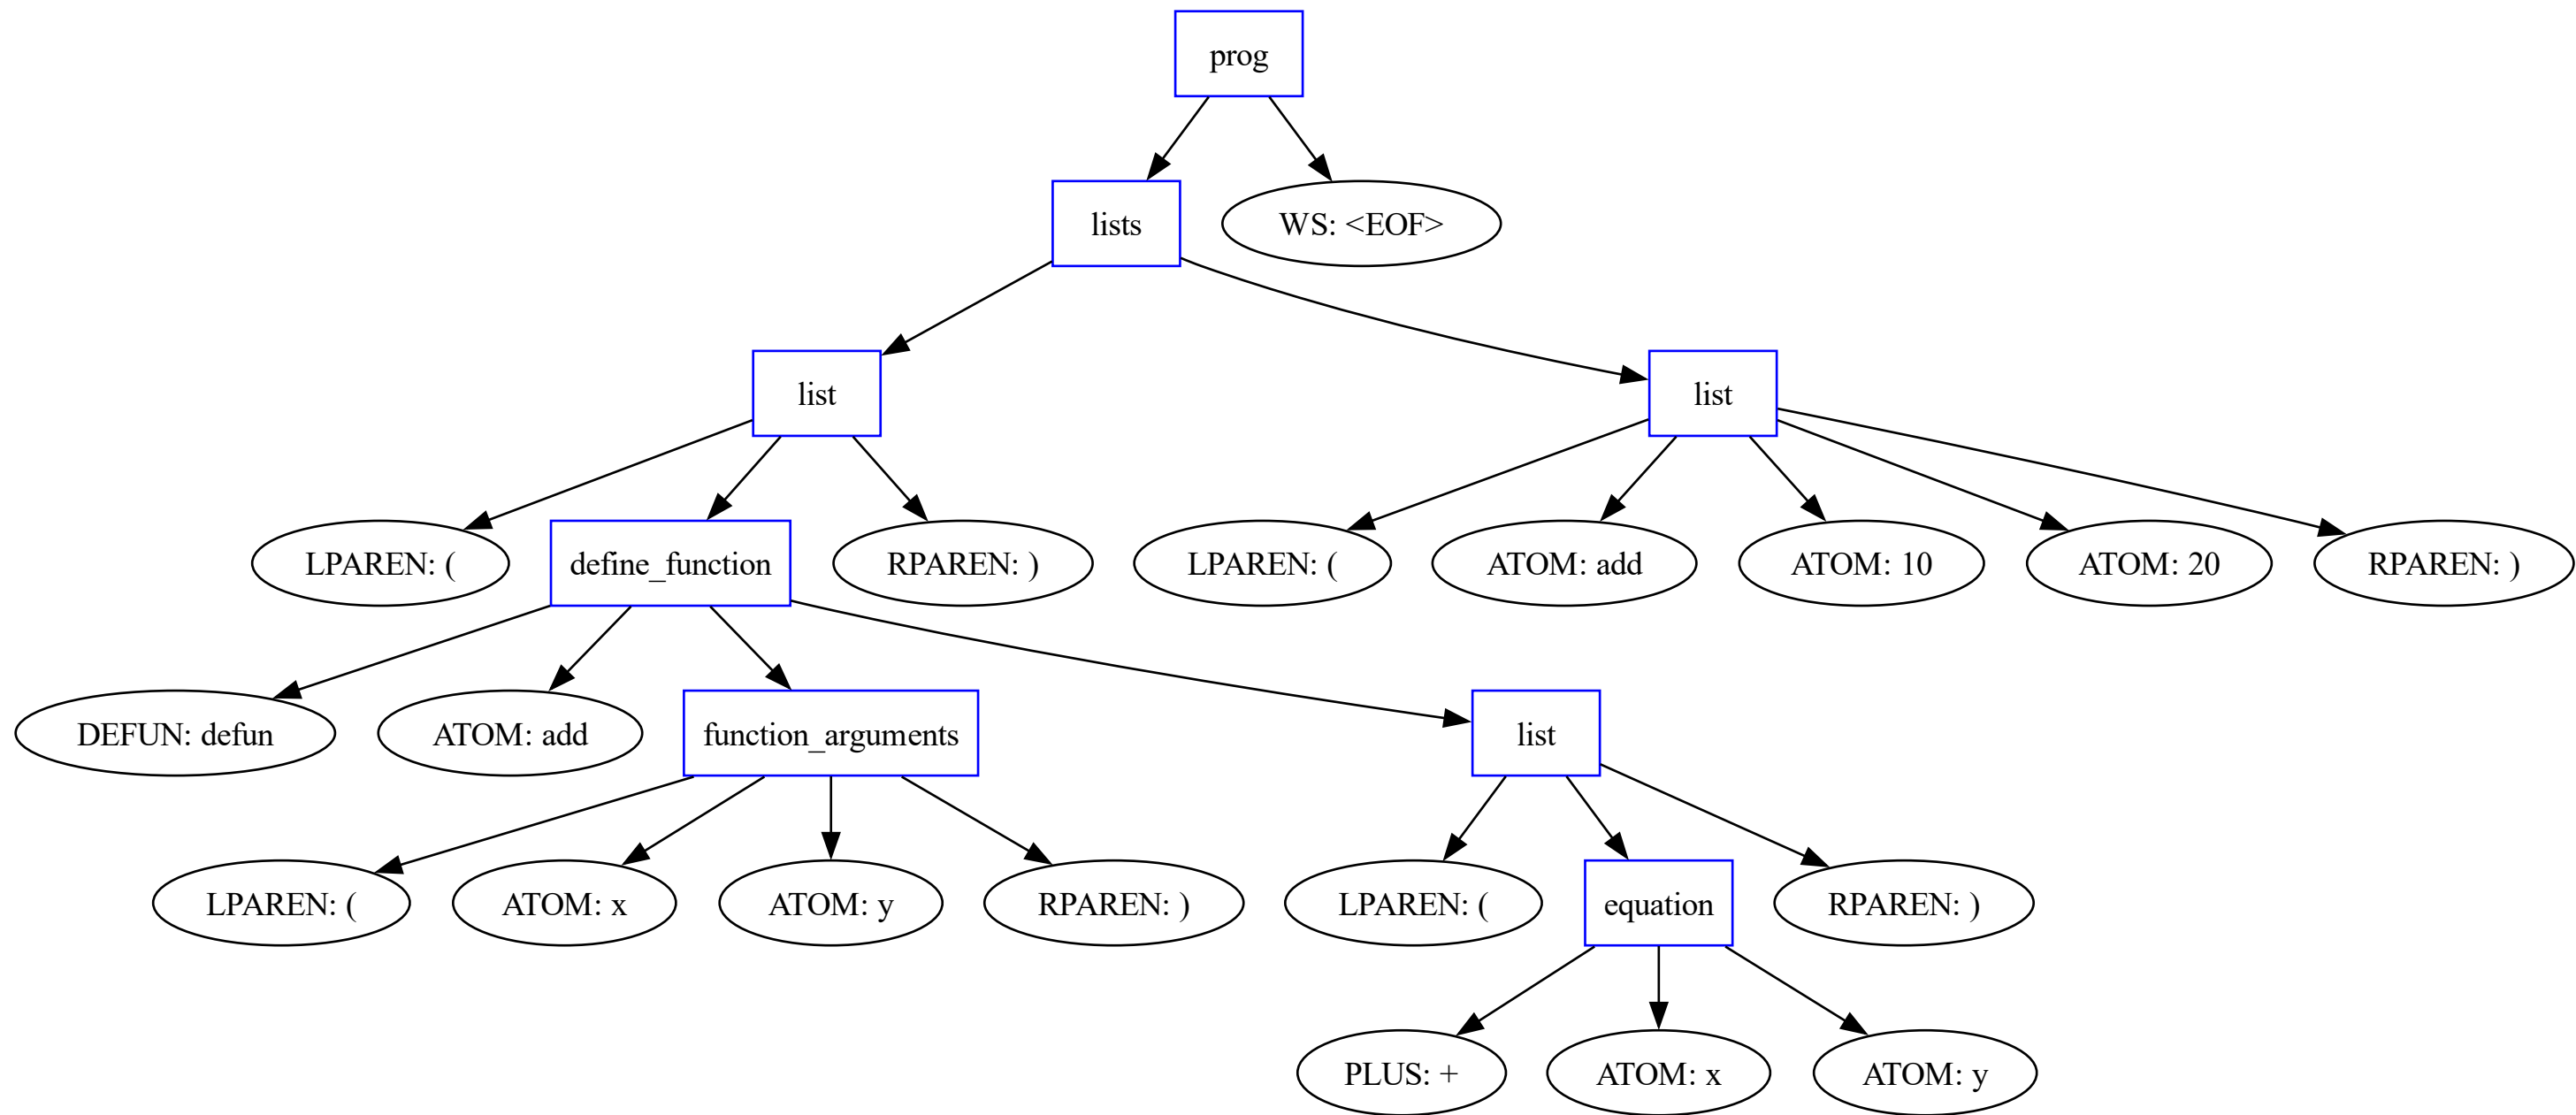 prog
lists
WS: <EOF>
list
list
LPAREN: (
define_function
RPAREN: )
LPAREN: (
ATOM: add
ATOM: 10
ATOM: 20
RPAREN: )
DEFUN: defun
ATOM: add
function_arguments
list
LPAREN: (
ATOM: x
ATOM: y
RPAREN: )
LPAREN: (
equation
RPAREN: )
PLUS: +
ATOM: x
ATOM: y